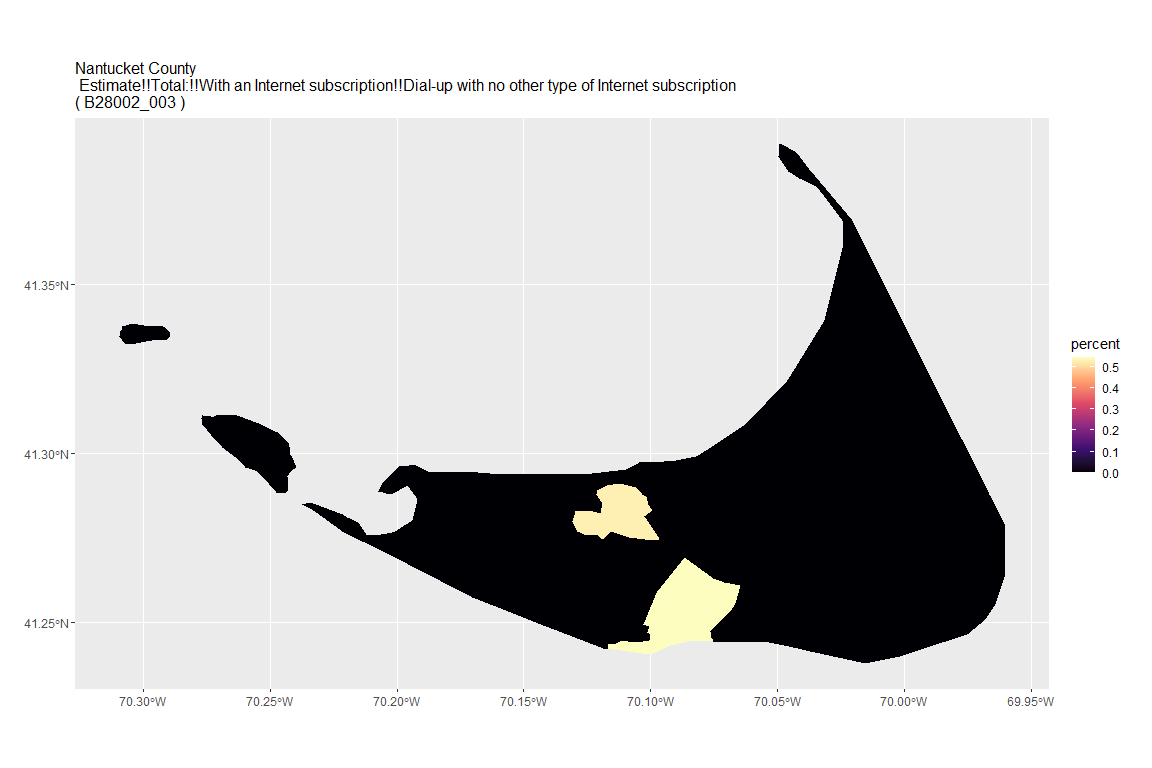 Nantucket County
Estimate!!Total:!!With an Internet subscription!!Dial-up with no other type of Internet subscription
( B28002_003 )
41.35°N
41.30°N
41.25°N
70.30°W
70.25°W
70.20°W
70.15°W
70.10°W
70.05°W
70.00°W
69.95°W
percent
0.5
0.4
0.3
0.2
0.1
0.0